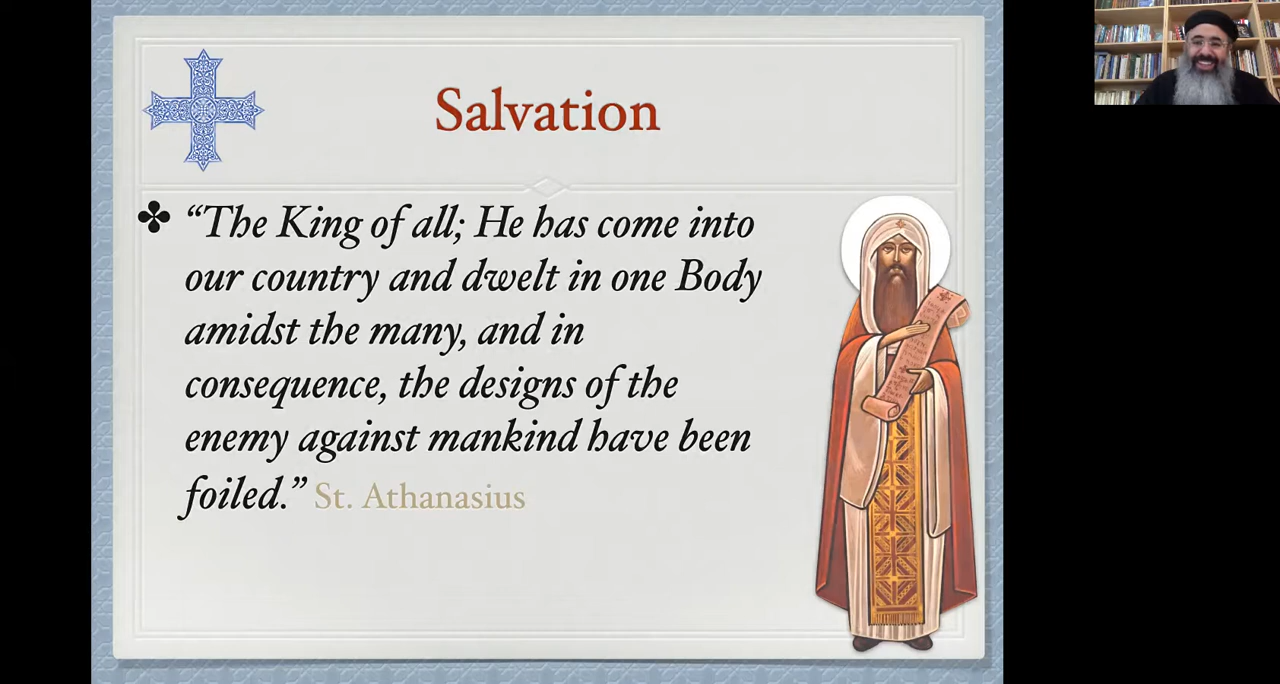 Salvation
“The King of all; He has come into
our country and dwelt in one Body
amidst the many, and in
consequence, the designs of the
enemy against mankind have been
foiled.” St. Athanasius